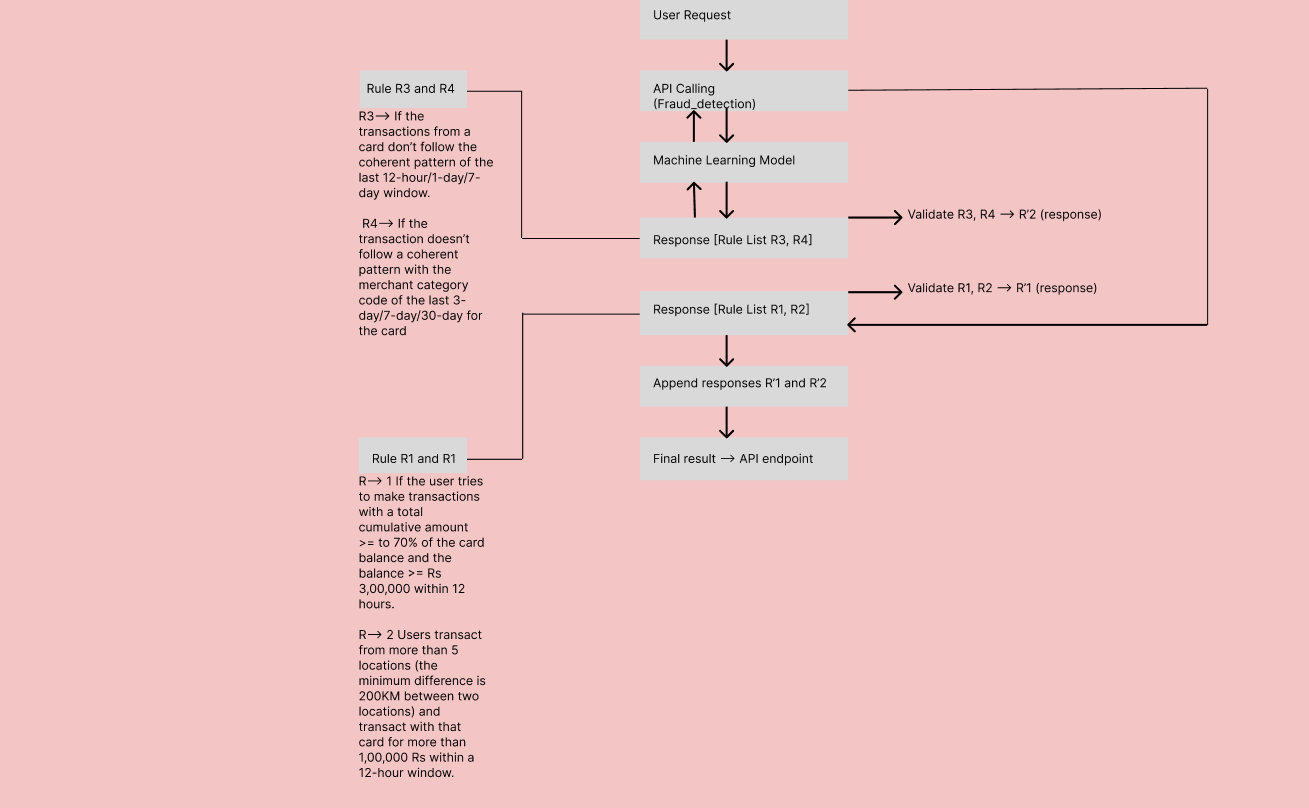 User Request
API Calling
(Fraud_detection)
Machine Learning Model
Response [Rule List R3, R4]
Validate R3, R4 —> R’2 (response)
Response [Rule List R1, R2]
Validate R1, R2 —> R’1 (response)
Append responses R’1 and R’2
Final result —> API endpoint
Rule R3 and R4
R3—> If the
transactions from a
card don’t follow the
coherent pattern of the
last 12-hour/1-day/7-
day window.
R4—> If the
transaction doesn’t
follow a coherent
pattern with the
merchant category
code of the last 3-
day/7-day/30-day for
the card
Rule R1 and R1
R—> 1 If the user tries
to make transactions
with a total
cumulative amount
>= to 70% of the card
balance and the
balance >= Rs
3,00,000 within 12
hours.
R—> 2 Users transact
from more than 5
locations (the
minimum difference is
200KM between two
locations) and
transact with that
card for more than
1,00,000 Rs within a
12-hour window.